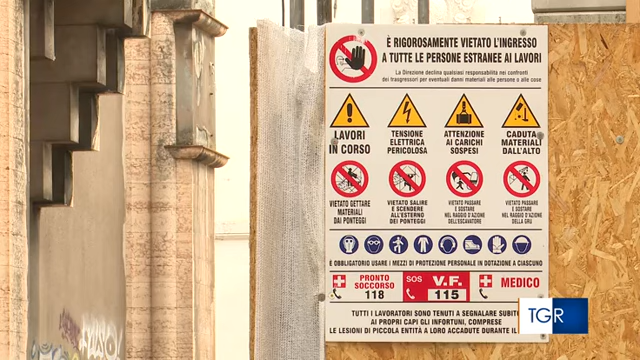 È RIGOROSAMENTE VIETATO L'INGRESSO
A TUTTE LE PERSONE ESTRANEE AI LAVORI
La Direzione declina qualsiasi responsabilità nei confronti
dei trasgressori per eventuali danni materiali alle persone o alle cose
LAVORI
IN CORSO
TENSIONE
ELETTRICA
PERICOLOSA
ATTENZIONE
AI CARICHI
SOSPESI
CADUTA
MATERIALI
DALL'ALTO
VIETATO GETTARE
MATERIALI
DAI PONTEGGI
VIETATO SALIRE
E SCENDERE
ALL'ESTERNO
DEI PONTEGGI
VIETATO PASSARE
E SOSTARE
NEL RAGGIO D'AZIONE
DELL'ESCAVATORE
VIETATO PASSARE
E SOSTARE
NEL RAGGIO D'AZIONE
DELLA GRU
È OBBLIGATORIO USARE I MEZZI DI PROTEZIONE PERSONALE IN DOTAZIONE A CIASCUNO
PRONTO
SOCCORSO
118
SOS V.F.
115
MEDICO
TUTTI I LAVORATORI SONO TENUTI A SEGNALARE SUBITO
AI PROPRI CAPI GLI INFORTUNI, COMPRESE
LE LESIONI DI PICCOLA ENTITÀ A LORO ACCADUTE DURANTE IL
TGR